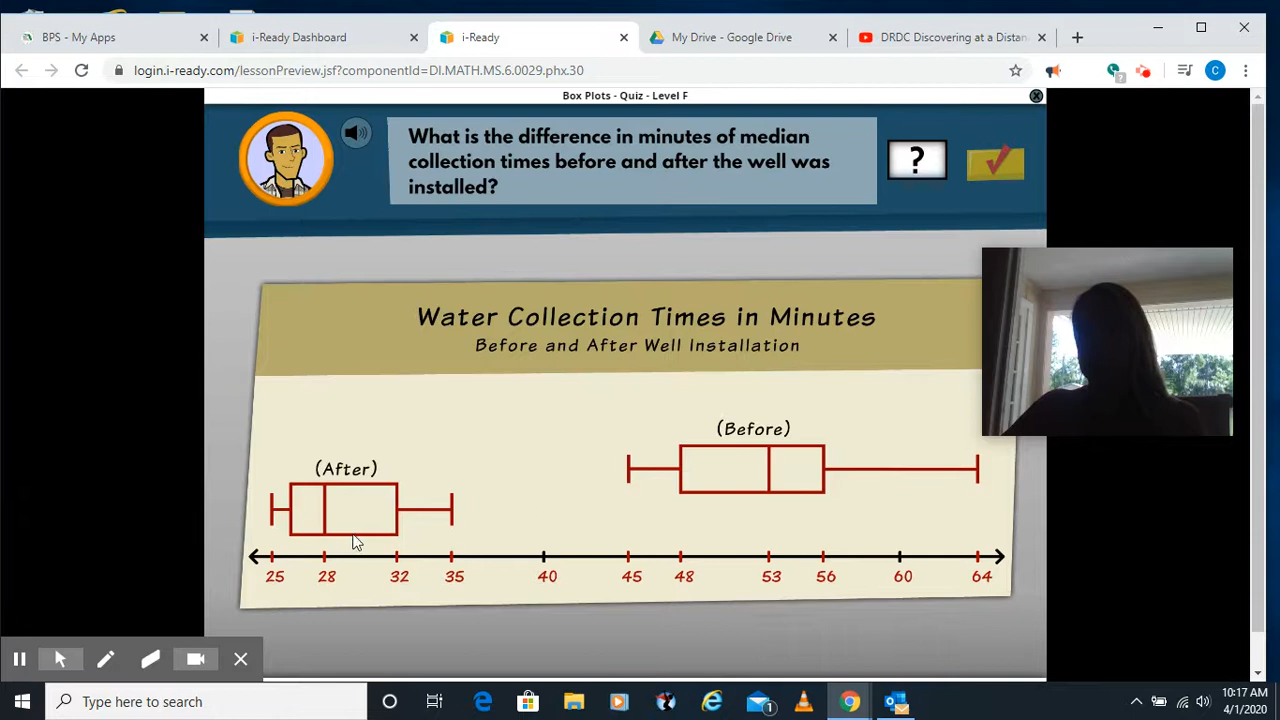 BPS - My Apps
i-Ready Dashboard
i-Ready
My Drive - Google Drive
DRDC Discovering at a Distan
login.i-ready.com/lessonPreview.jsf?componentId=DI.MATH.MS.6.0029.phx.30
C
?
Box Plots - Quiz - Level F
What is the difference in minutes of median
collection times before and after the well was
installed?
?
Water Collection Times in Minutes
Before and After Well Installation
(Before)
(After)
25 28 32 35 40 45 48 53 56 60 64
Type here to search
1
10:17 AM
4/1/2020